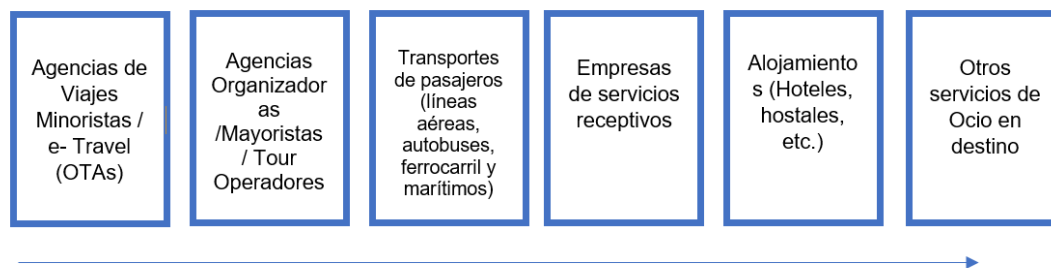 Agencias de
Viajes
Minoristas /
e- Travel
(OTAs)
Agencias
Organizador
as
/Mayoristas
/ Tour
Operadores
Transportes
de pasajeros
(líneas
aéreas,
autobuses,
ferrocarril y
marítimos)
Empresas
de servicios
receptivos
Alojamiento
s (Hoteles,
hostales,
etc.)
Otros
servicios de
Ocio en
destino